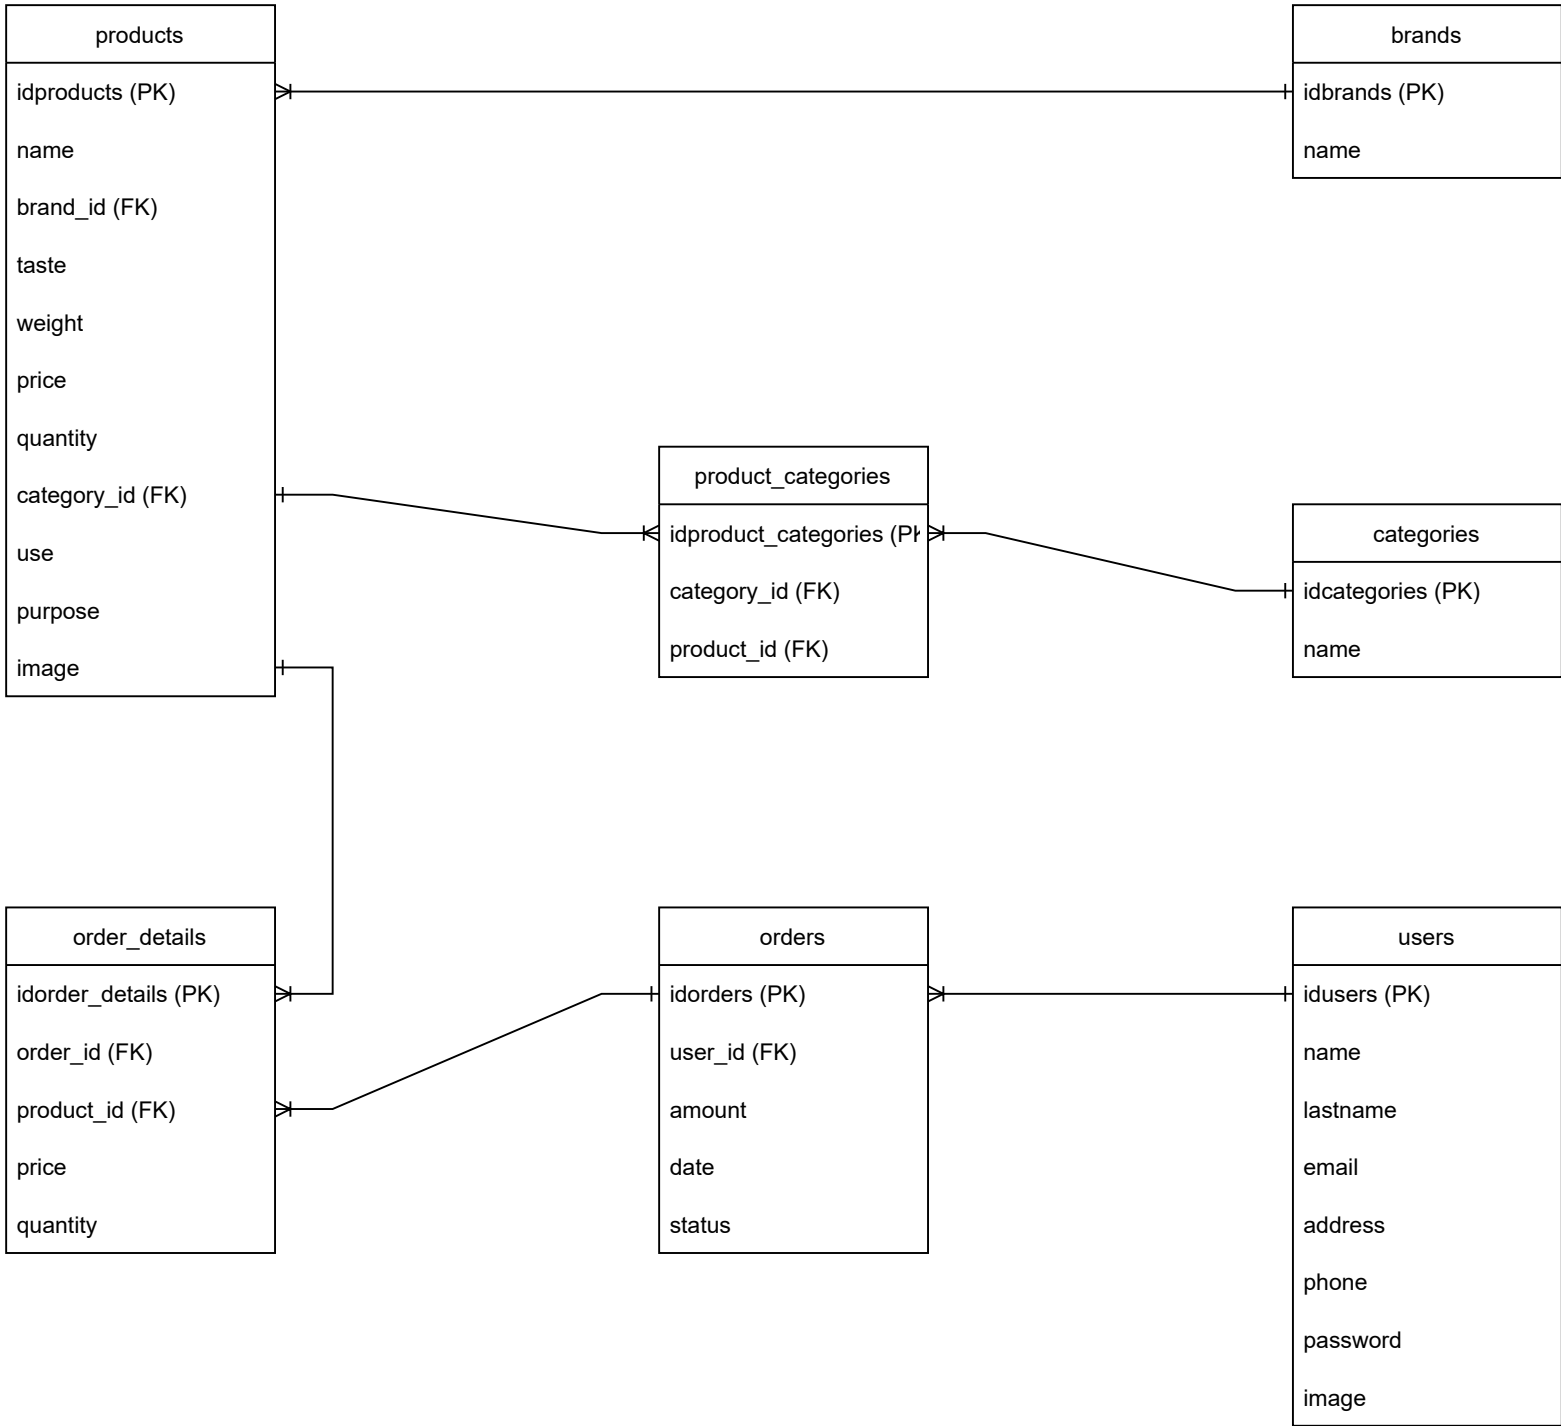 products
idproducts (PK)
name
brand_id (FK)
taste
weight
price
quantity
category_id (FK)
use
purpose
image
brands
idbrands (PK)
name
product_categories
idproduct_categories (PK
category_id (FK)
product_id (FK)
categories
idcategories (PK)
name
order_details
idorder_details (PK)
order_id (FK)
product_id (FK)
price
quantity
orders
idorders (PK)
user_id (FK)
amount
date
status
users
idusers (PK)
name
lastname
email
address
phone
password
image